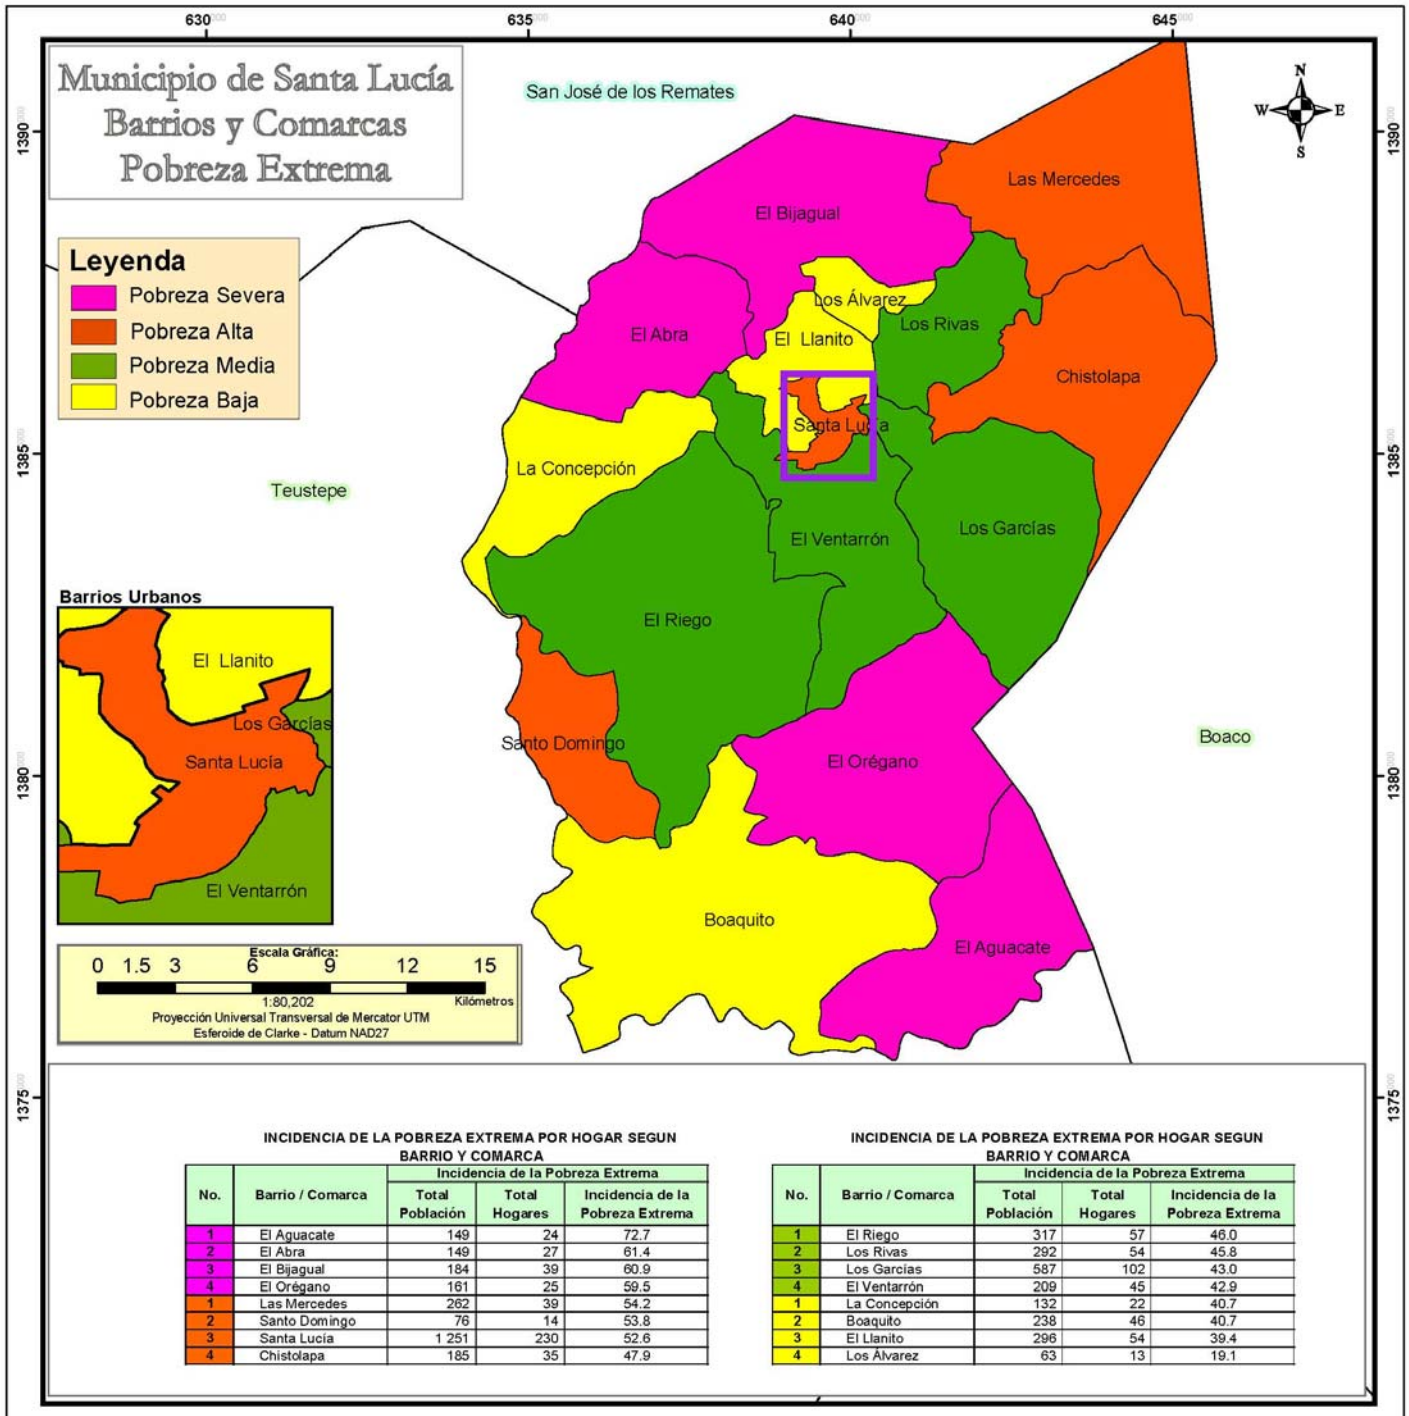 630000
635000
640000
645000
Municipio de Santa Lucía
Barrios y Comarcas
Pobreza Extrema
San José de los Remates
N
W E
S
1390000
1390000
Las Mercedes
El Bijagual
Leyenda
Pobreza Severa
Pobreza Alta
Pobreza Media
Pobreza Baja
Los Álvarez
Los Rivas
El Abra
El Llanito
Chistolapa
Santa Lucía
1385000
1385000
La Concepción
Teustepe
Los Garcías
El Ventarrón
El Riego
Barrios Urbanos
El Llanito
Los Garcías
Santa Lucía
El Ventarrón
Santo Domingo
Boaco
El Orégano
1380000
1380000
Boaquito
El Aguacate
Escala Gráfica:
0 1.5 3 6 9 12 15
1:80,202 Kilómetros
Proyección Universal Transversal de Mercator UTM
Esferoide de Clarke - Datum NAD27
1375000
1375000
INCIDENCIA DE LA POBREZA EXTREMA POR HOGAR SEGUN
BARRIO Y COMARCA
No. Barrio / Comarca Incidencia de la Pobreza Extrema
Total Población Total Hogares Incidencia de la Pobreza Extrema
1 El Aguacate 149 24 72.7
2 El Abra 149 27 61.4
3 El Bijagual 184 39 60.9
4 El Orégano 161 25 59.5
1 Las Mercedes 262 39 54.2
2 Santo Domingo 76 14 53.8
3 Santa Lucía 1 251 230 52.6
4 Chistolapa 185 35 47.9
INCIDENCIA DE LA POBREZA EXTREMA POR HOGAR SEGUN
BARRIO Y COMARCA
No. Barrio / Comarca Incidencia de la Pobreza Extrema
Total Población Total Hogares Incidencia de la Pobreza Extrema
1 El Riego 317 57 46.0
2 Los Rivas 292 54 45.8
3 Los Garcías 587 102 43.0
4 El Ventarrón 209 45 42.9
1 La Concepción 132 22 40.7
2 Boaquito 238 46 40.7
3 El Llanito 296 54 39.4
4 Los Álvarez 63 13 19.1